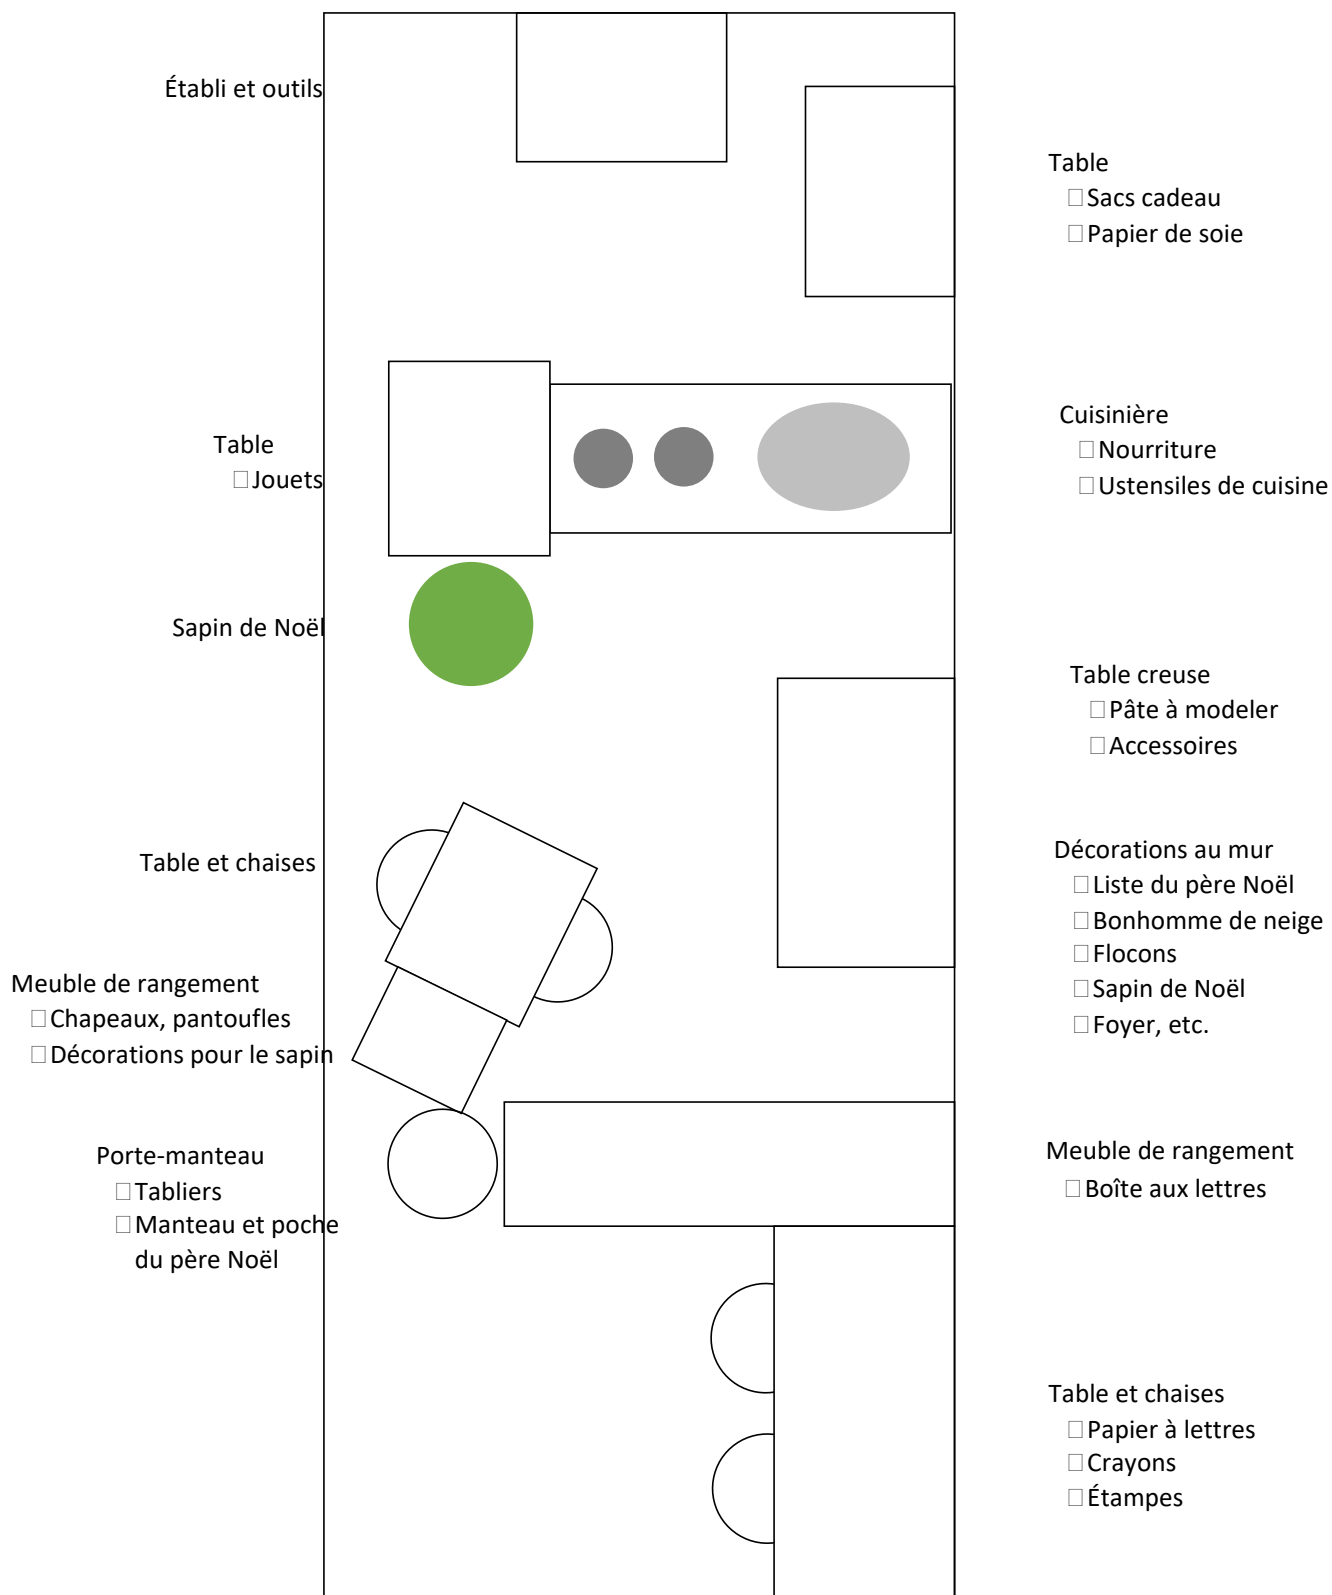 Établi et outils
Table
Sacs cadeau
Papier de soie
Cuisinière
Nourriture
Ustensiles de cuisine
Table
Jouets
Sapin de Noël
Table creuse
Pâte à modeler
Accessoires
Table et chaises
Décorations au mur
Liste du père Noël
Bonhomme de neige
Flocons
Sapin de Noël
Foyer, etc.
Meuble de rangement
Chapeaux, pantoufles
Décorations pour le sapin
Porte-manteau
Tabliers
Manteau et poche
du père Noël
Meuble de rangement
Boîte aux lettres
Table et chaises
Papier à lettres
Crayons
Étampes